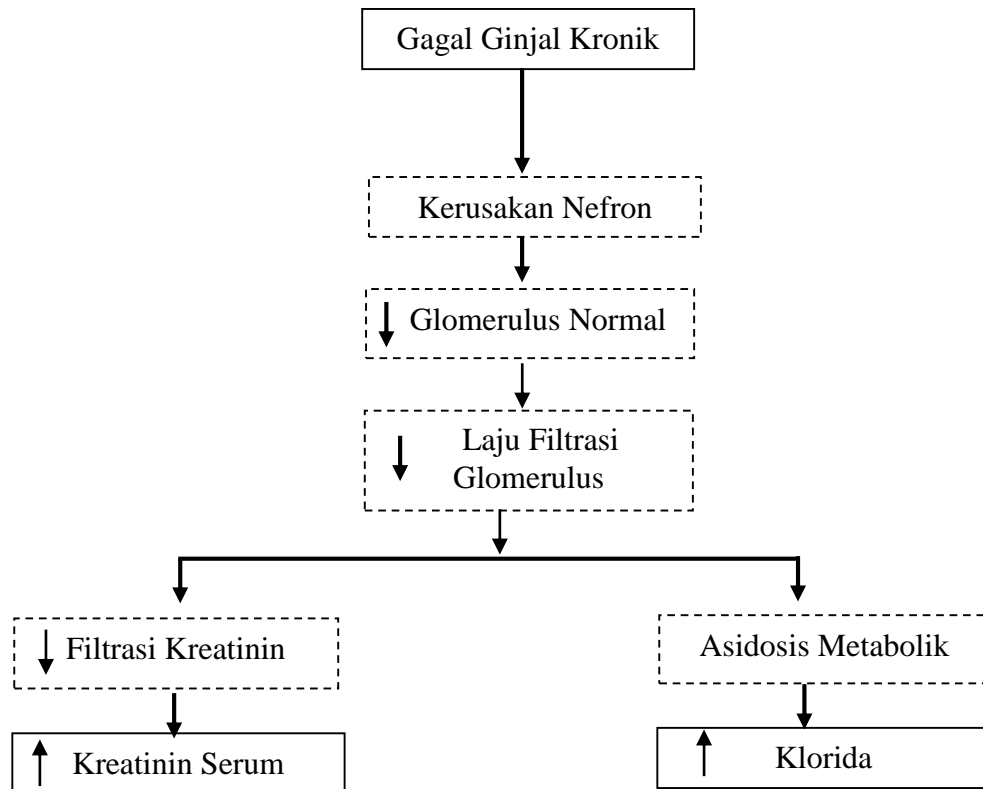 Gagal Ginjal Kronik
Kerusakan Nefron
Glomerulus Normal
Laju Filtrasi
Glomerulus
Filtrasi Kreatinin
Asidosis Metabolik
Kreatinin Serum
Klorida